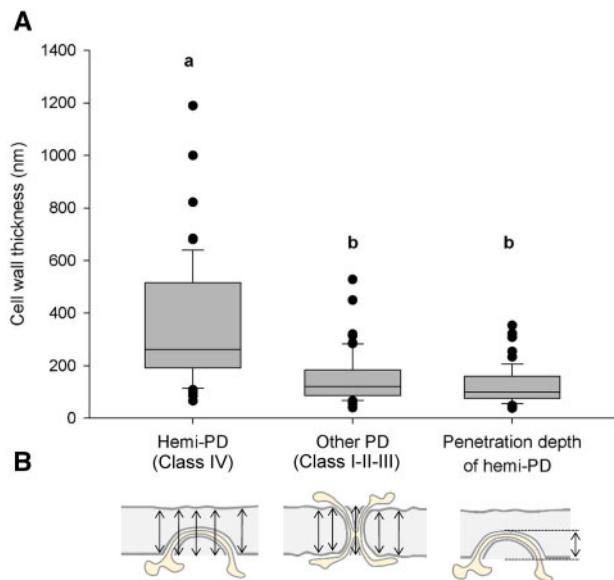 A
Cell wall thickness (nm)
1400
1200
1000
800
600
400
200
0
a
b
b
Hemi-PD
(Class IV)
Other PD
(Class I-II-III)
Penetration depth
of hemi-PD
B